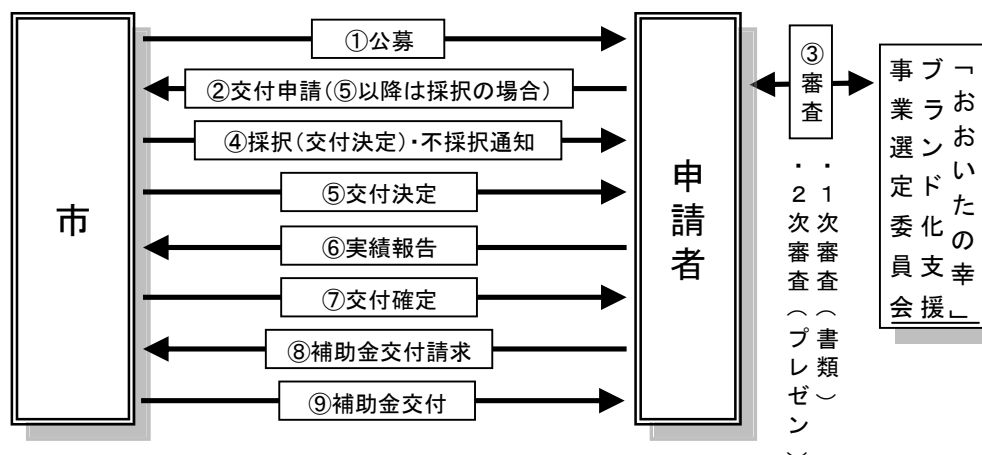 市
①公募
②交付申請(⑤以降は採択の場合)
④採択(交付決定)・不採択通知
⑤交付決定
⑥実績報告
⑦交付確定
⑧補助金交付請求
⑨補助金交付
申請者
③審査
・1次審査(書類)
・2次審査(プレゼン)
「おおいたの幸」
ブランド化支援
事業選定委員会